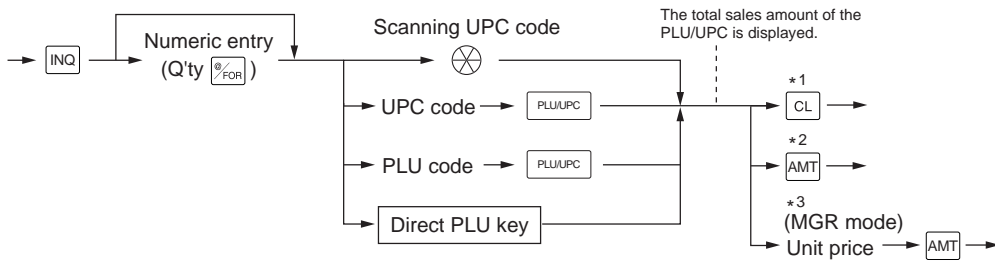 INQ
Numeric entry
(Q'ty @/FOR )
Scanning UPC code
UPC code
PLU/UPC
PLU code
PLU/UPC
Direct PLU key
The total sales amount of the
PLU/UPC is displayed.
*1
CL
*2
AMT
*3
(MGR mode)
Unit price
AMT